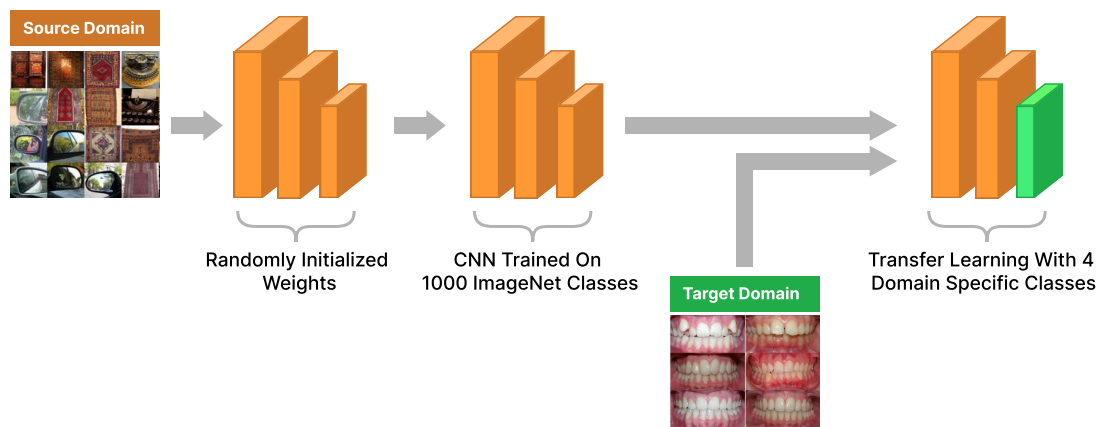 Source Domain
Randomly Initialized
Weights
CNN Trained On
1000 ImageNet Classes
Target Domain
Transfer Learning With 4
Domain Specific Classes